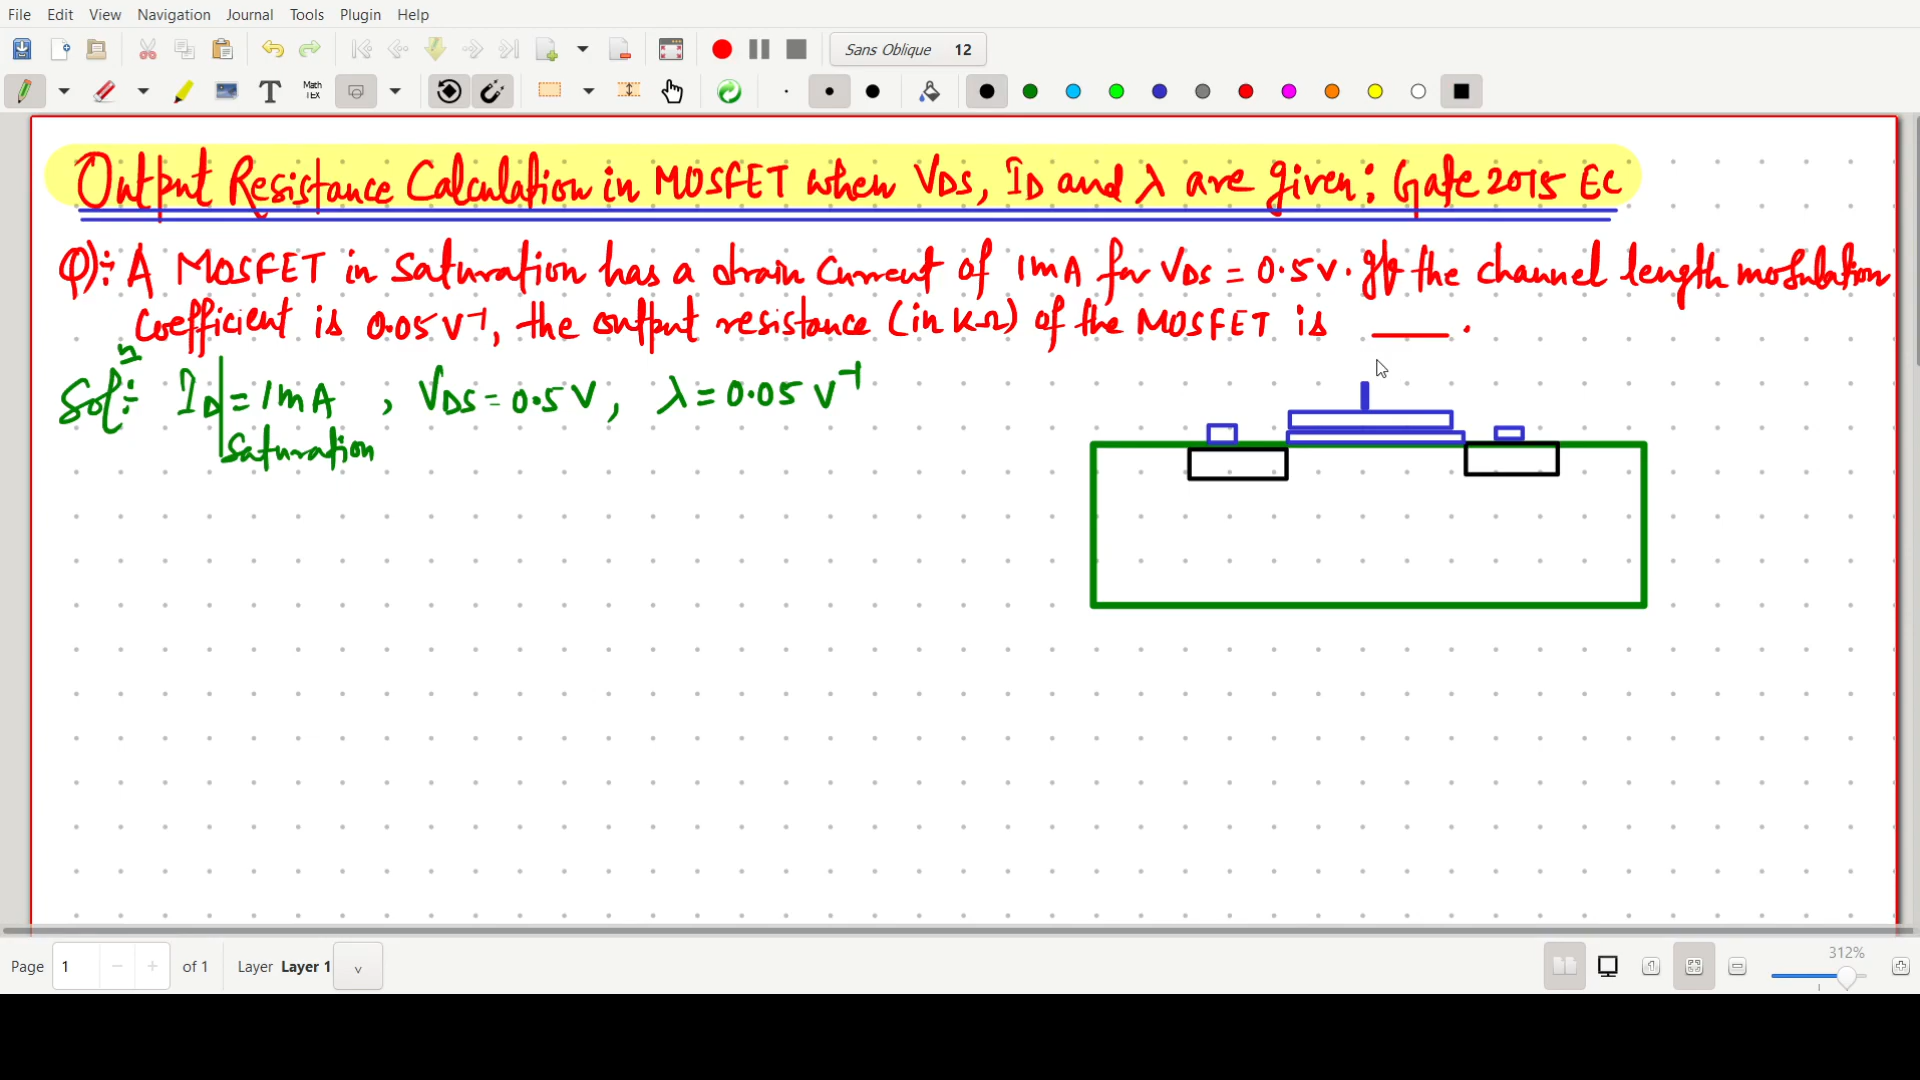 File Edit View Navigation Journal Tools Plugin Help
Sans Oblique 12
T Math TEX
Output Resistance Calculation in MOSFET when VDS, ID and λ are given: Gate 2015 EC
Q):- A MOSFET in saturation has a drain current of 1mA for VDS = 0.5V. If the channel length modulation
coefficient is 0.05 V⁻¹, the output resistance (in KΩ) of the MOSFET is ____.
Solⁿ:- ID|saturation = 1mA , VDS = 0.5 V, λ = 0.05 V⁻¹
Page 1 of 1 Layer Layer 1 312%